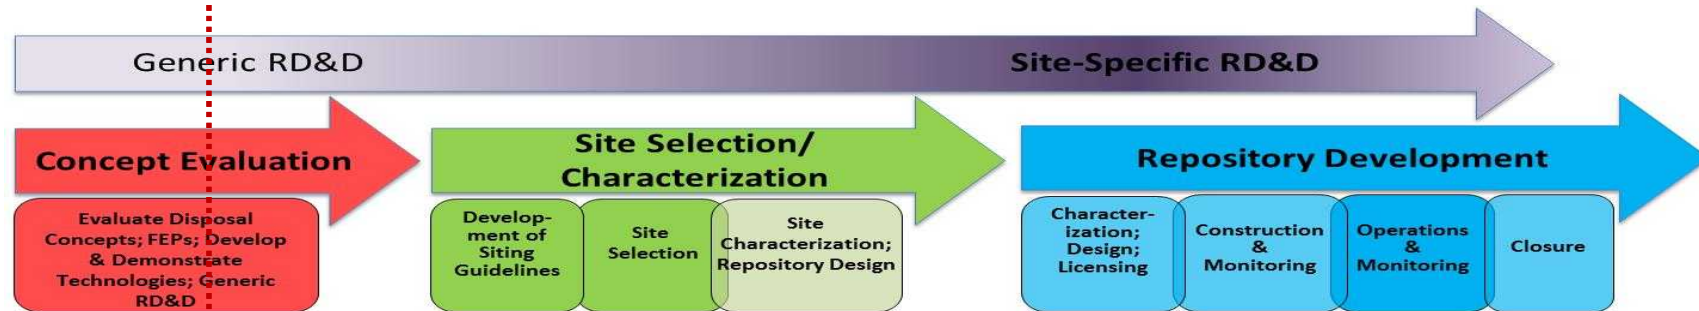 Generic RD&D
Site-Specific RD&D
Concept Evaluation
Site Selection/
Characterization
Repository Development
Evaluate Disposal
Concepts; FEPs; Develop
& Demonstrate
Technologies; Generic
RD&D
Develop-
ment of
Siting
Guidelines
Site
Selection
Site
Characterization;
Repository Design
Character-
ization;
Design;
Licensing
Construction
&
Monitoring
Operations
&
Monitoring
Closure